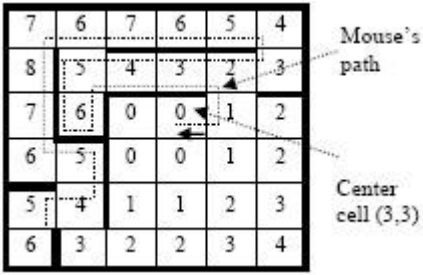 7 6 7 6 5 4
8 5 4 3 2 3
7 6 0 0 1 2
6 5 0 0 1 2
5 4 1 1 2 3
6 3 2 2 3 4
Mouse's
path
Center
cell (3,3)